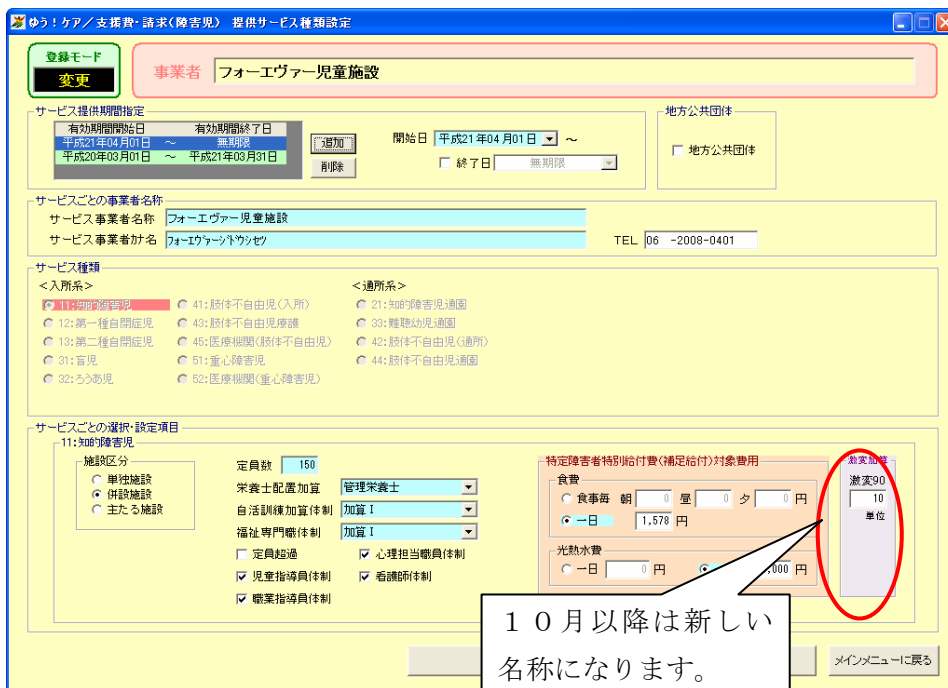 ゆう!ケア/支援費・請求(障害児) 提供サービス種類設定
登録モード
変更
事業者 フォーエヴァー児童施設
サービス提供期間指定
有効期間開始日 有効期間終了日
平成21年04月01日 ~ 無期限
平成20年03月01日 ~ 平成21年03月31日
追加
削除
開始日 平成21年04月01日 ~
終了日 無期限
地方公共団体
地方公共団体
サービスごとの事業者名称
サービス事業者名称 フォーエヴァー児童施設
サービス事業者カナ名 フォーエヴァージドウシセツ
TEL 06 -2008-0401
サービス種類
<入所系> <通所系>
11:知的障害児 41:肢体不自由児(入所) 21:知的障害児通園
12:第一種自閉症児 43:肢体不自由児療護 33:難聴幼児通園
13:第二種自閉症児 45:医療機関(肢体不自由児) 42:肢体不自由児(通所)
31:盲児 51:重心障害児 44:肢体不自由児通園
32:ろうあ児 52:医療機関(重心障害児)
サービスごとの選択・設定項目
11:知的障害児
施設区分
単独施設
併設施設
主たる施設
定員数 150
栄養士配置加算 管理栄養士
自活訓練加算体制 加算Ⅰ
福祉専門職体制 加算Ⅰ
定員超過 心理担当職員体制
児童指導員体制 看護師体制
職業指導員体制
特定障害者特別給付費(補足給付)対象費用
食費
食事毎 朝 0 昼 0 夕 0 円
一日 1,578 円
光熱水費
一日 0 円 ,000 円
激変加算
激変90
10
単位
10月以降は新しい
名称になります。
メインメニューに戻る